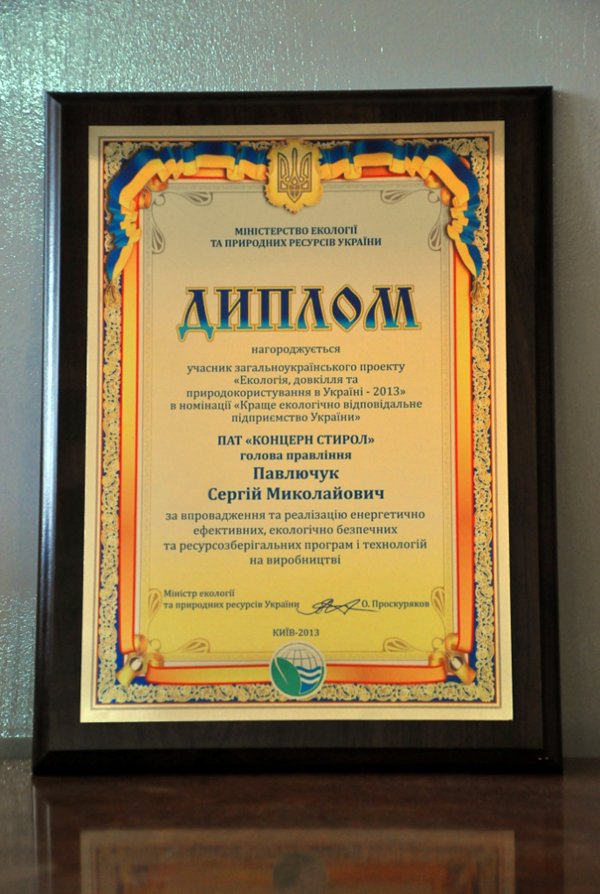 МІНІСТЕРСТВО ЕКОЛОГІЇ
ТА ПРИРОДНИХ РЕСУРСІВ УКРАЇНИ
ДИПЛОМ
нагороджується
учасник загальноукраїнського проекту
«Екологія, довкілля та
природокористування в Україні - 2013»
в номінації «Краще екологічно відповідальне
підприємство України»
ПАТ «КОНЦЕРН СТИРОЛ»
голова правління
Павлючук
Сергій Миколайович
за впровадження та реалізацію енергетично
ефективних, екологічно безпечних
та ресурсозберігальних програм і технологій
на виробництві
Міністр екології
та природних ресурсів України О. Проскуряков
КИЇВ-2013